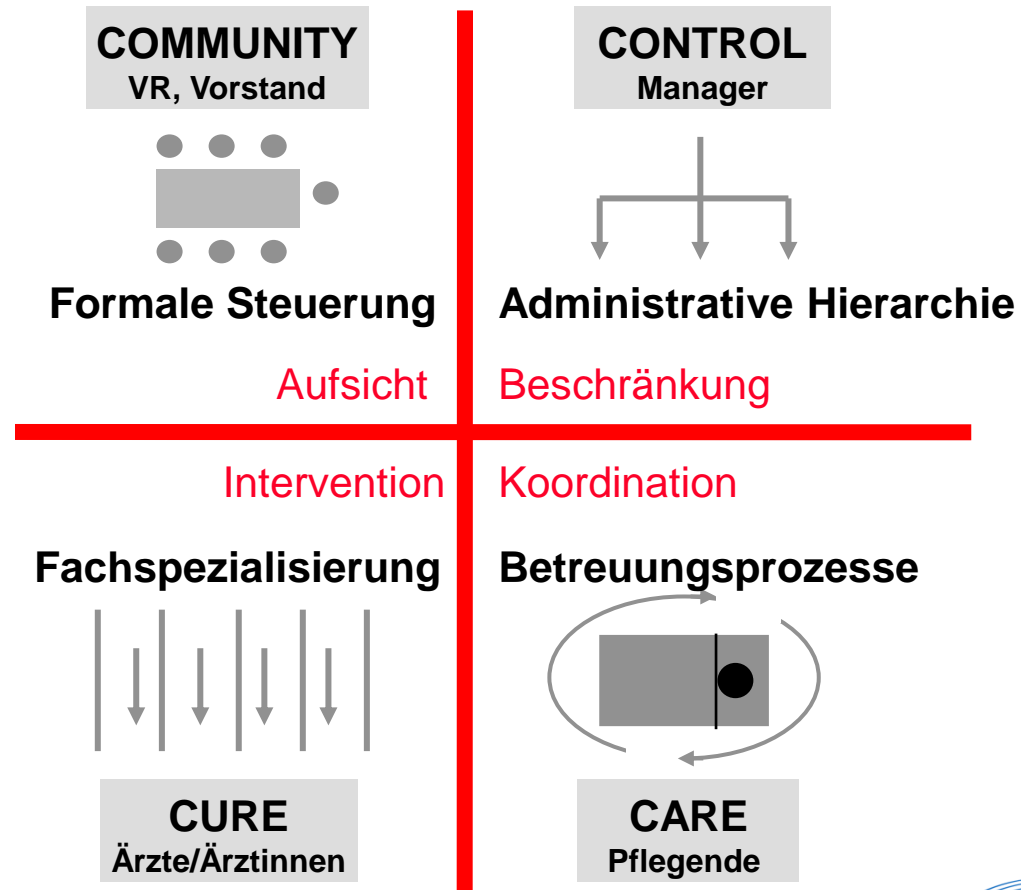 COMMUNITY
VR, Vorstand
CONTROL
Manager
Formale Steuerung
Administrative Hierarchie
Aufsicht
Beschränkung
Intervention
Koordination
Fachspezialisierung
Betreuungsprozesse
CURE
Ärzte/Ärztinnen
CARE
Pflegende